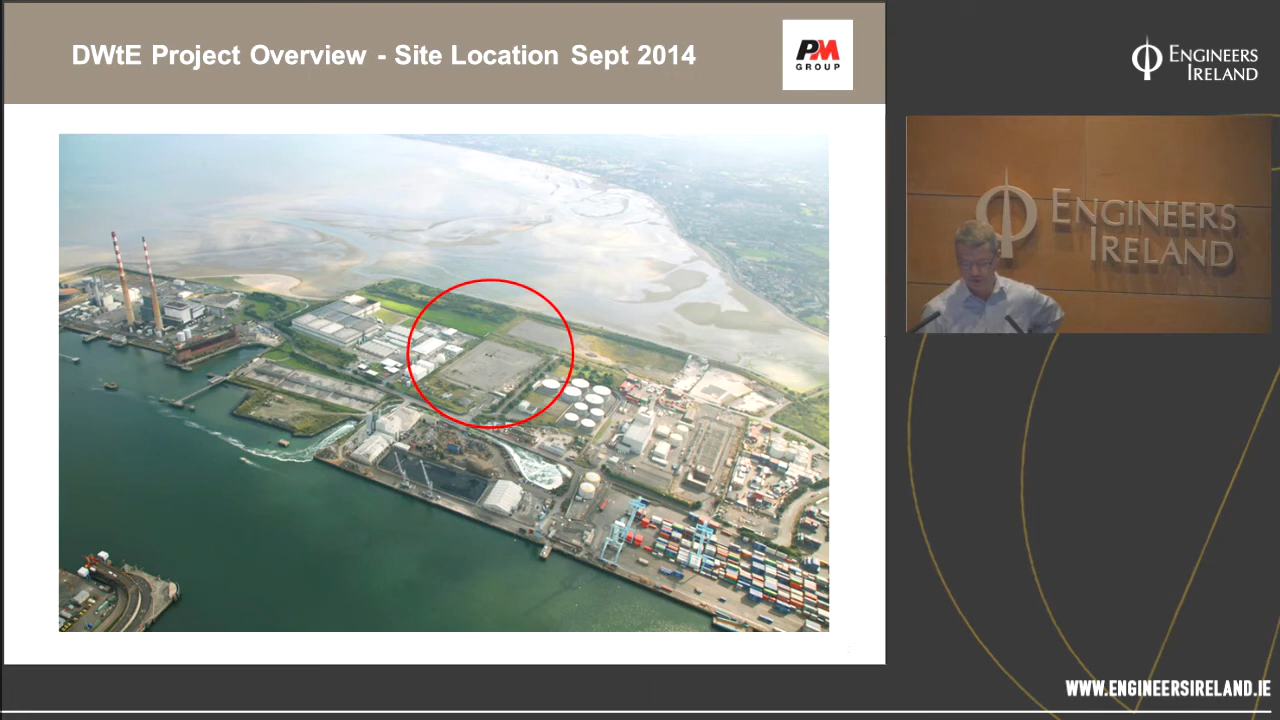 DWtE Project Overview - Site Location Sept 2014
PM
GROUP
ENGINEERS
IRELAND
ENGINEERS
IRELAND
WWW.ENGINEERSIRELAND.IE